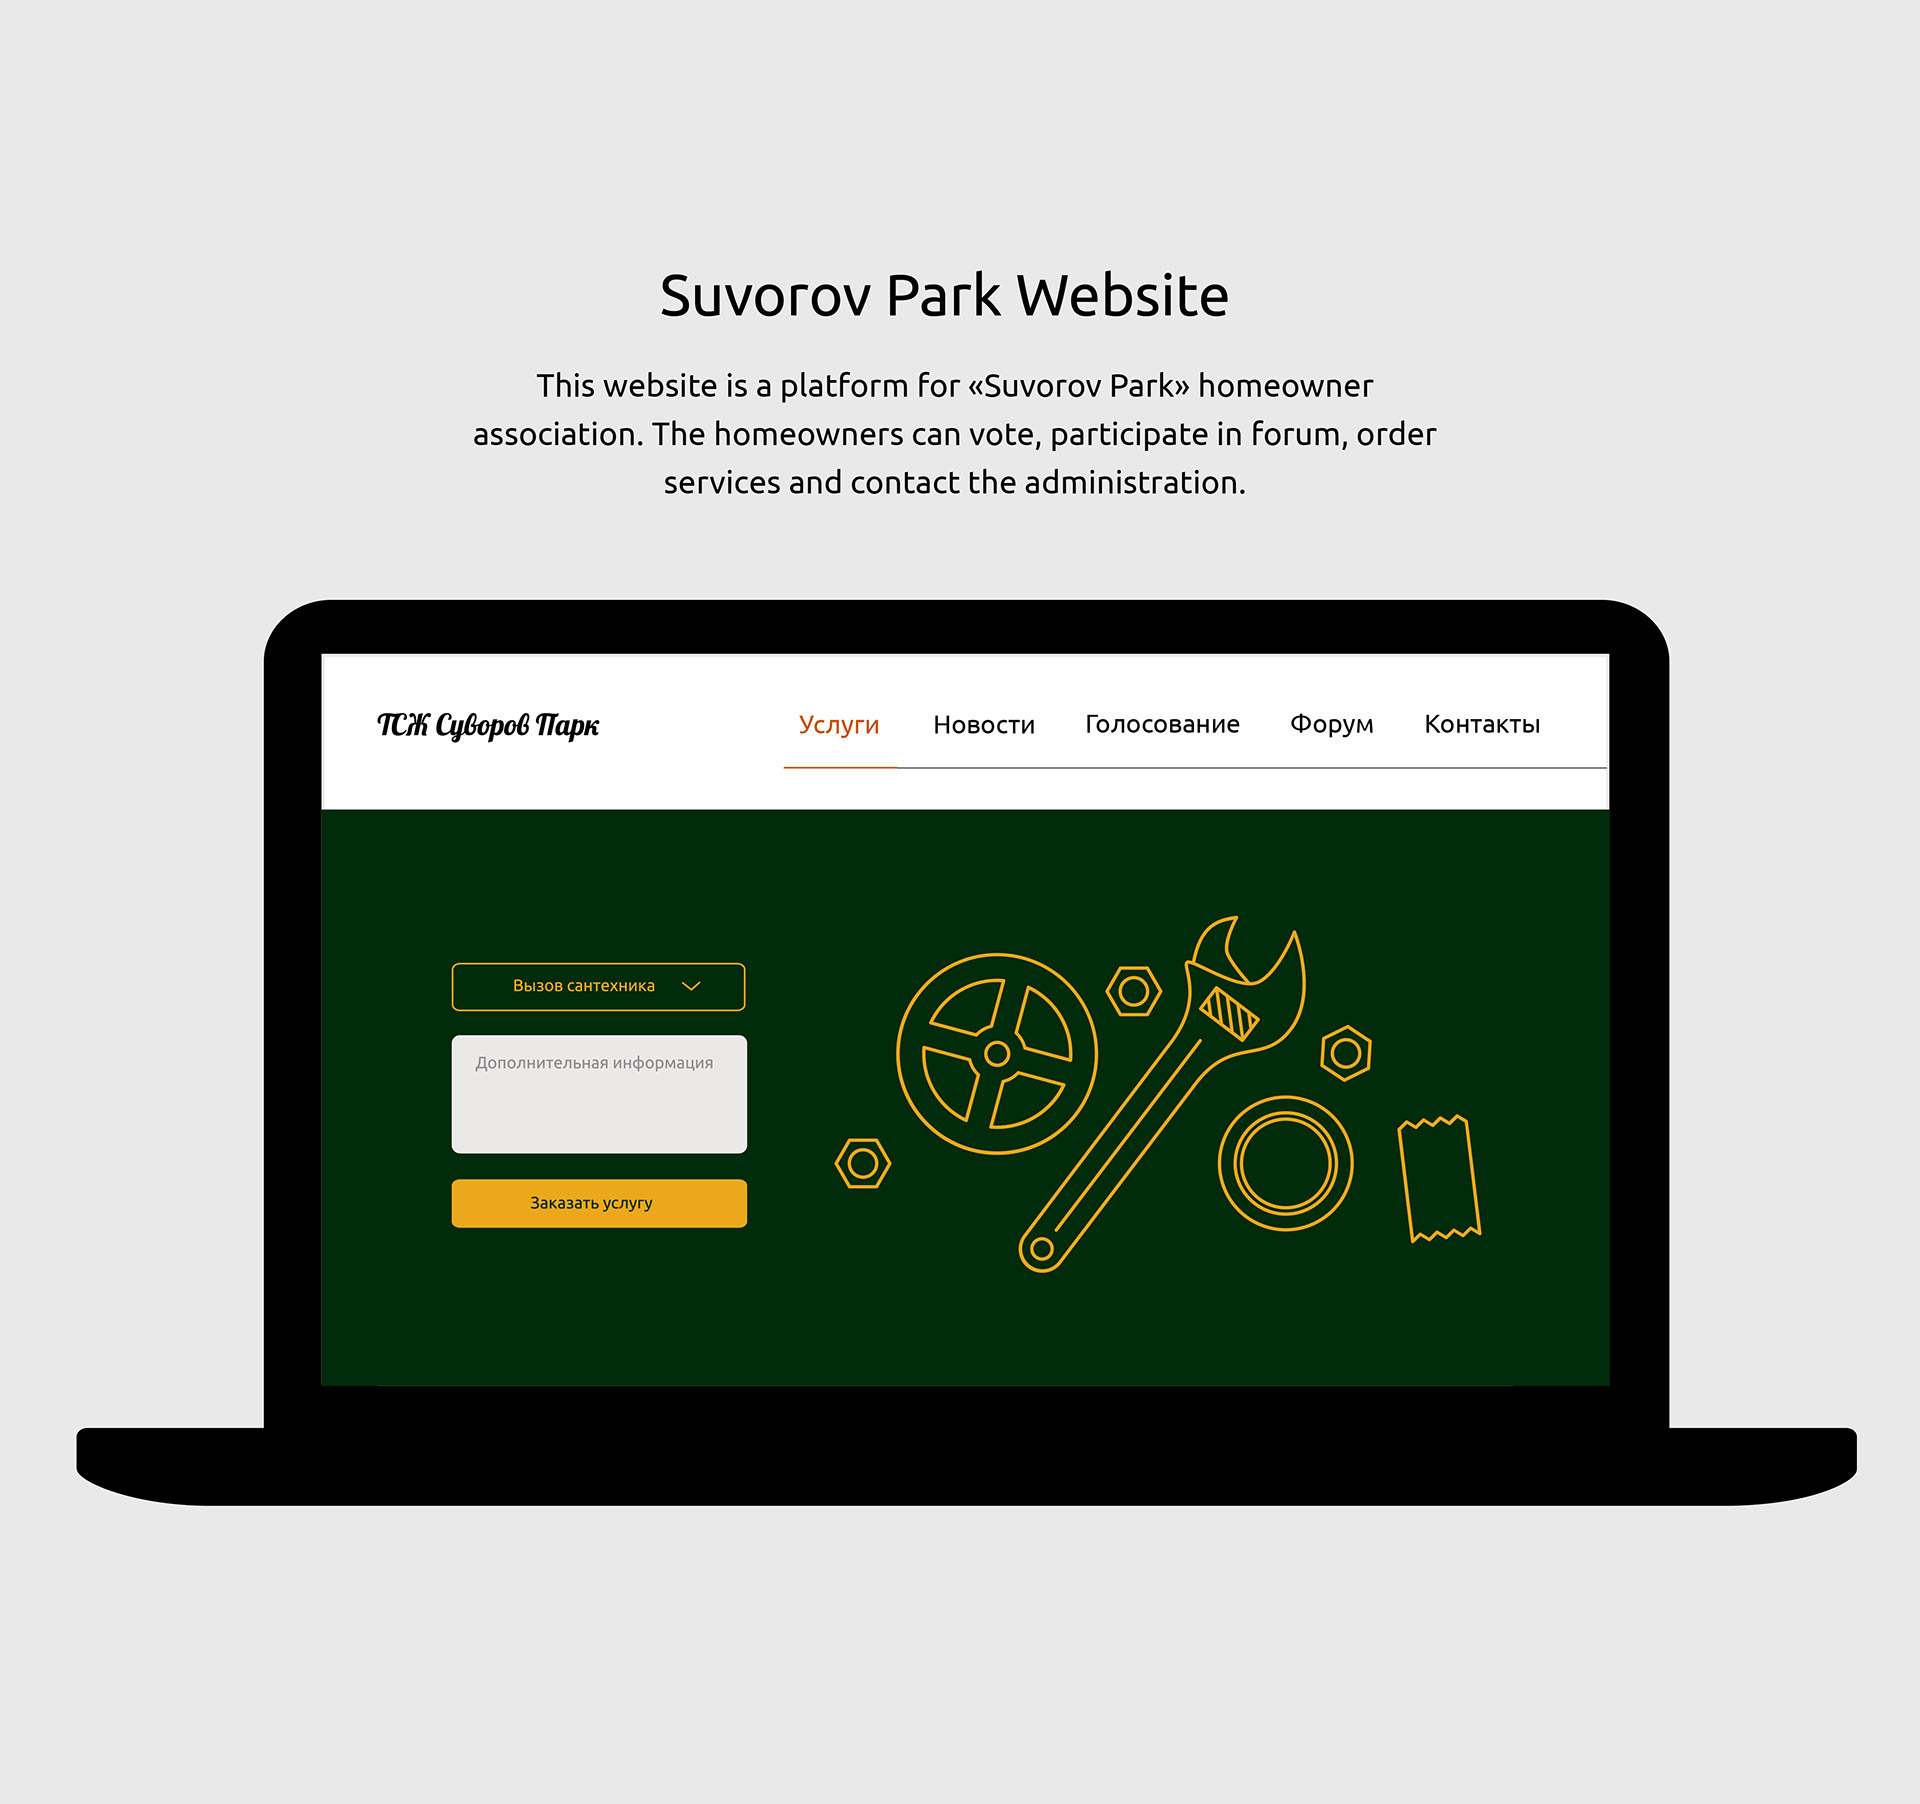 Suvorov Park Website
This website is a platform for «Suvorov Park» homeowner
association. The homeowners can vote, participate in forum, order
services and contact the administration.
ТСЖ Суворов Парк
Услуги Новости Голосование Форум Контакты
Вызов сантехника
Дополнительная информация
Заказать услугу